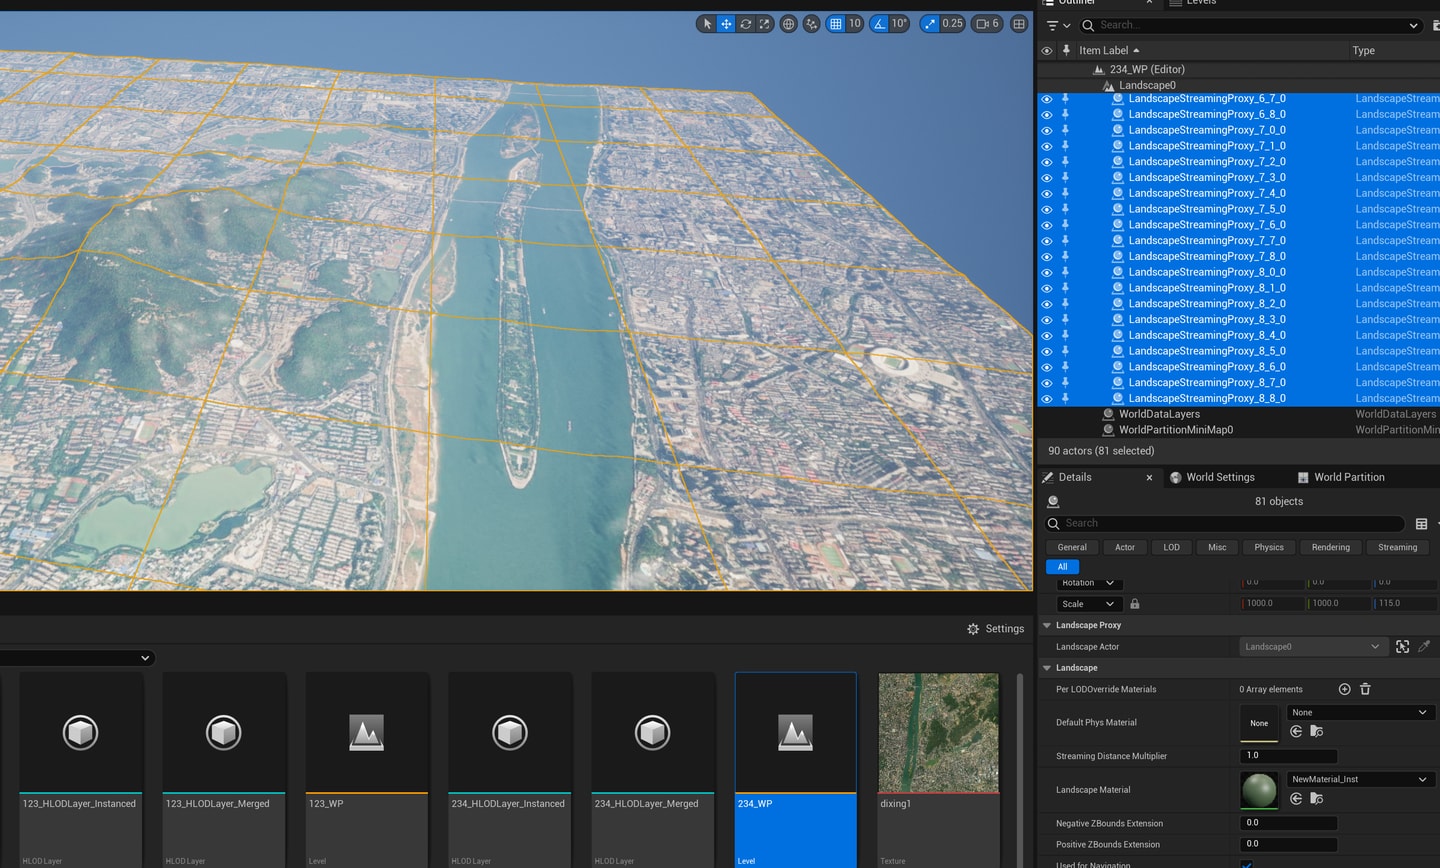 Outliner
Levels
10
10°
0.25
6
Search...
Item Label
Type
234_WP (Editor)
Landscape0
LandscapeStreamingProxy_6_7_0 LandscapeStream
LandscapeStreamingProxy_6_8_0 LandscapeStream
LandscapeStreamingProxy_7_0_0 LandscapeStream
LandscapeStreamingProxy_7_1_0 LandscapeStream
LandscapeStreamingProxy_7_2_0 LandscapeStream
LandscapeStreamingProxy_7_3_0 LandscapeStream
LandscapeStreamingProxy_7_4_0 LandscapeStream
LandscapeStreamingProxy_7_5_0 LandscapeStream
LandscapeStreamingProxy_7_6_0 LandscapeStream
LandscapeStreamingProxy_7_7_0 LandscapeStream
LandscapeStreamingProxy_7_8_0 LandscapeStream
LandscapeStreamingProxy_8_0_0 LandscapeStream
LandscapeStreamingProxy_8_1_0 LandscapeStream
LandscapeStreamingProxy_8_2_0 LandscapeStream
LandscapeStreamingProxy_8_3_0 LandscapeStream
LandscapeStreamingProxy_8_4_0 LandscapeStream
LandscapeStreamingProxy_8_5_0 LandscapeStream
LandscapeStreamingProxy_8_6_0 LandscapeStream
LandscapeStreamingProxy_8_7_0 LandscapeStream
LandscapeStreamingProxy_8_8_0 LandscapeStream
WorldDataLayers WorldDataLayers
WorldPartitionMiniMap0 WorldPartitionMin
90 actors (81 selected)
Details
World Settings
World Partition
81 objects
Search
General Actor LOD Misc Physics Rendering Streaming
All
Rotation 0.0 0.0 0.0
Scale 1000.0 1000.0 115.0
Landscape Proxy
Landscape Actor Landscape0
Landscape
Per LODOverride Materials 0 Array elements
Default Phys Material None None
Streaming Distance Multiplier 1.0
Landscape Material NewMaterial_Inst
Negative ZBounds Extension 0.0
Positive ZBounds Extension 0.0
Used for Navigation
Settings
123_HLODLayer_Instanced
HLOD Layer
123_HLODLayer_Merged
HLOD Layer
123_WP
Level
234_HLODLayer_Instanced
HLOD Layer
234_HLODLayer_Merged
HLOD Layer
234_WP
Level
dixing1
Texture